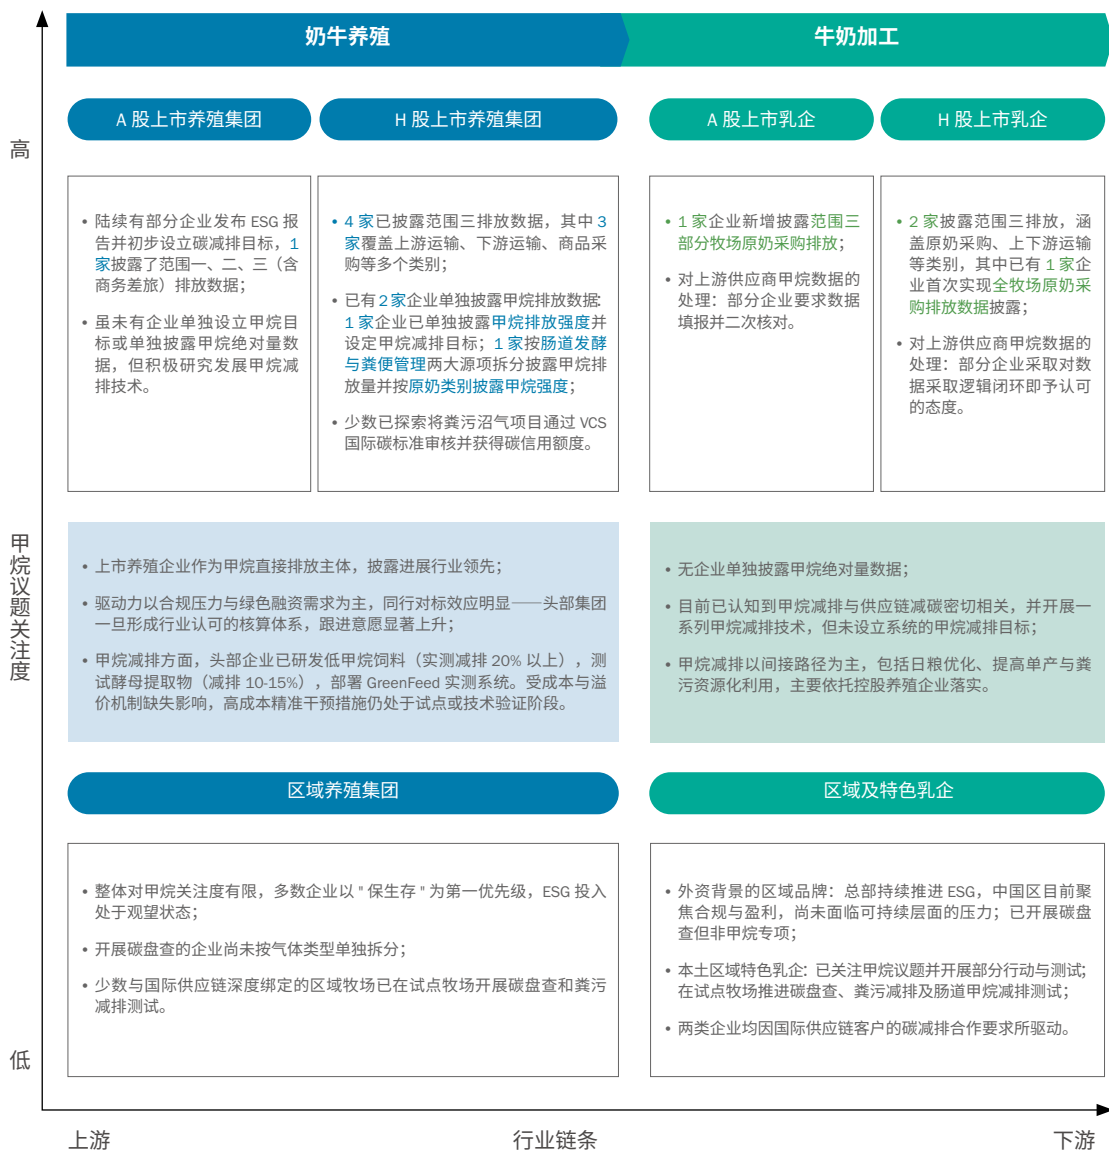 奶牛养殖
牛奶加工
A 股上市养殖集团
H 股上市养殖集团
A 股上市乳企
H 股上市乳企
高
• 陆续有部分企业发布 ESG 报
告并初步设立碳减排目标，1
家披露了范围一、二、三（含
商务差旅）排放数据；
• 虽未有企业单独设立甲烷目
标或单独披露甲烷绝对量数
据，但积极研究发展甲烷减
排技术。
• 4 家已披露范围三排放数据，其中 3
家覆盖上游运输、下游运输、商品采
购等多个类别；
• 已有 2 家企业单独披露甲烷排放数据:
1 家企业已单独披露甲烷排放强度并
设定甲烷减排目标；1 家按肠道发酵
与粪便管理两大源项拆分披露甲烷排
放量并按原奶类别披露甲烷强度；
• 少数已探索将粪污沼气项目通过 VCS
国际碳标准审核并获得碳信用额度。
• 1 家企业新增披露范围三
部分牧场原奶采购排放；
• 对上游供应商甲烷数据的
处理：部分企业要求数据
填报并二次核对。
• 2 家披露范围三排放，涵
盖原奶采购、上下游运输
等类别，其中已有 1 家企
业首次实现全牧场原奶采
购排放数据披露；
• 对上游供应商甲烷数据的
处理：部分企业采取对数
据采取逻辑闭环即予认可
的态度。
甲烷议题关注度
• 上市养殖企业作为甲烷直接排放主体，披露进展行业领先；
• 驱动力以合规压力与绿色融资需求为主，同行对标效应明显——头部集团
一旦形成行业认可的核算体系，跟进意愿显著上升；
• 甲烷减排方面，头部企业已研发低甲烷饲料（实测减排 20% 以上），测
试酵母提取物（减排 10-15%），部署 GreenFeed 实测系统。受成本与溢
价机制缺失影响，高成本精准干预措施仍处于试点或技术验证阶段。
• 无企业单独披露甲烷绝对量数据；
• 目前已认知到甲烷减排与供应链减碳密切相关，并开展一
系列甲烷减排技术，但未设立系统的甲烷减排目标；
• 甲烷减排以间接路径为主，包括日粮优化、提高单产与粪
污资源化利用，主要依托控股养殖企业落实。
区域养殖集团
区域及特色乳企
• 整体对甲烷关注度有限，多数企业以 " 保生存 " 为第一优先级，ESG 投入
处于观望状态；
• 开展碳盘查的企业尚未按气体类型单独拆分；
• 少数与国际供应链深度绑定的区域牧场已在试点牧场开展碳盘查和粪污
减排测试。
• 外资背景的区域品牌：总部持续推进 ESG，中国区目前聚
焦合规与盈利，尚未面临可持续层面的压力；已开展碳盘
查但非甲烷专项；
• 本土区域特色乳企: 已关注甲烷议题并开展部分行动与测试;
在试点牧场推进碳盘查、粪污减排及肠道甲烷减排测试；
• 两类企业均因国际供应链客户的碳减排合作要求所驱动。
低
上游
行业链条
下游